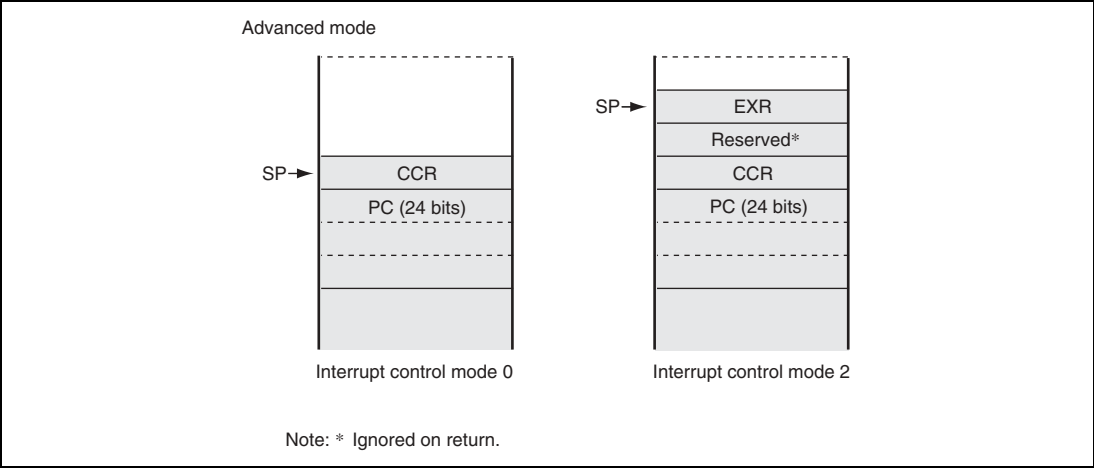 Advanced mode
SP
CCR
PC (24 bits)
Interrupt control mode 0
SP
EXR
Reserved*
CCR
PC (24 bits)
Interrupt control mode 2
Note: * Ignored on return.